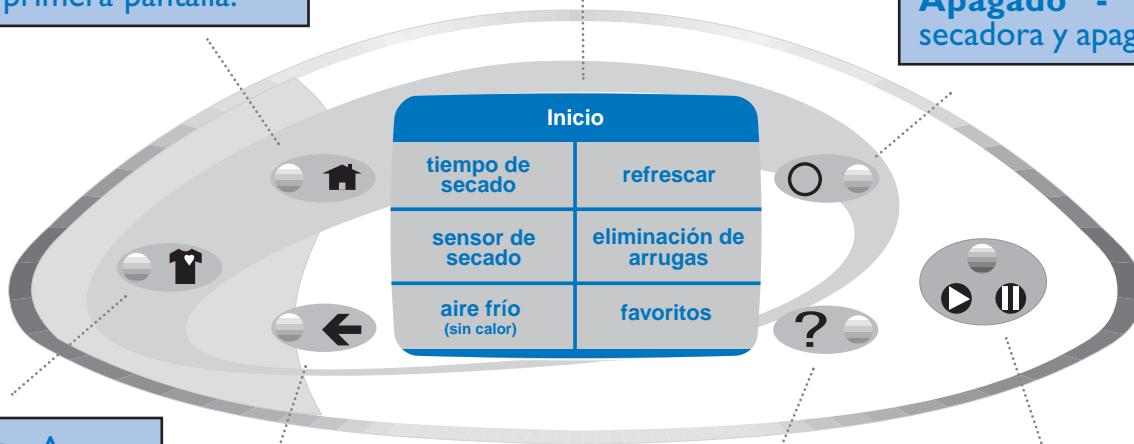 primera pantalla.
Apagado -
secadora y apag
Inicio
tiempo de
secado
refrescar
sensor de
secado
eliminación de
arrugas
aire frío
(sin calor)
favoritos
?
A